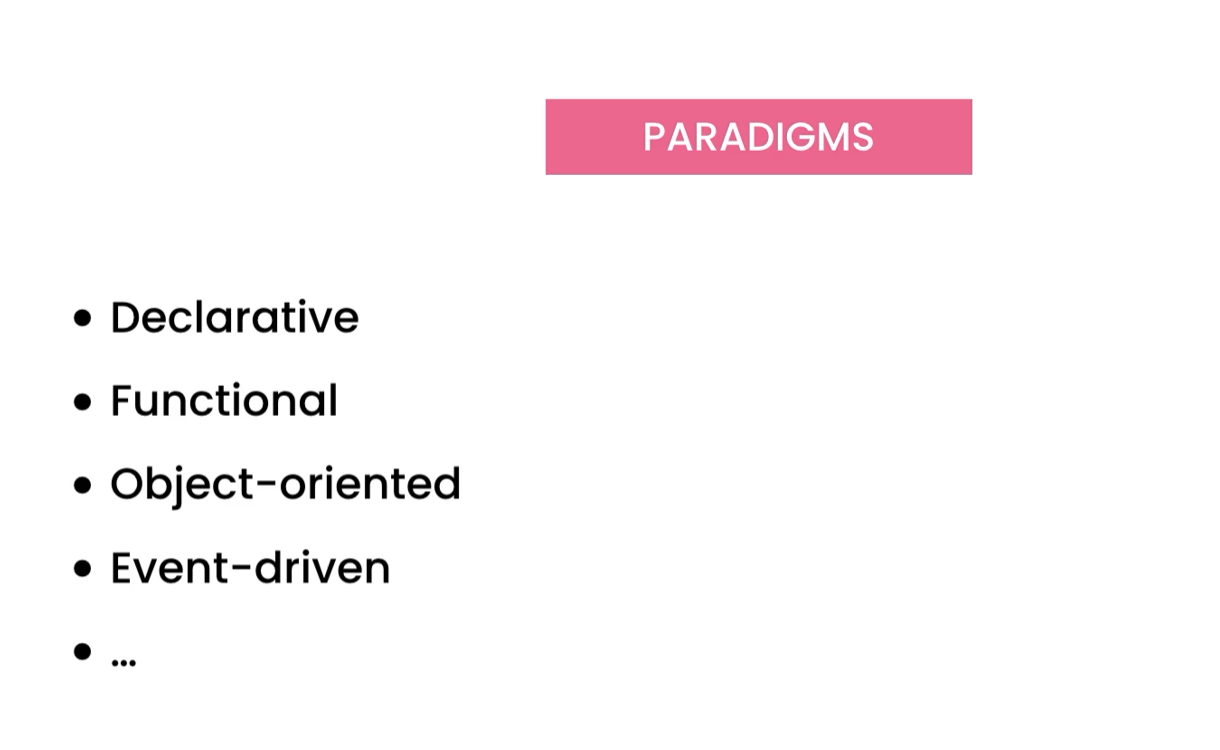 PARADIGMS
• Declarative
• Functional
• Object-oriented
• Event-driven
• ...